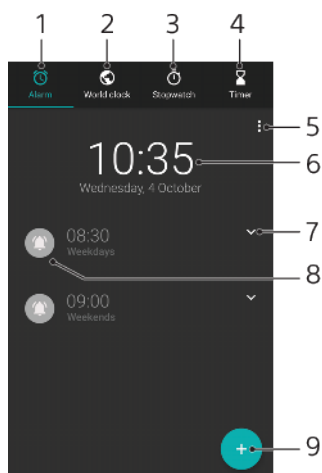 1 2 3 4
Alarm World clock Stopwatch Timer
5
10:35 6
Wednesday, 4 October
08:30 7
Weekdays
8
09:00
Weekends
9